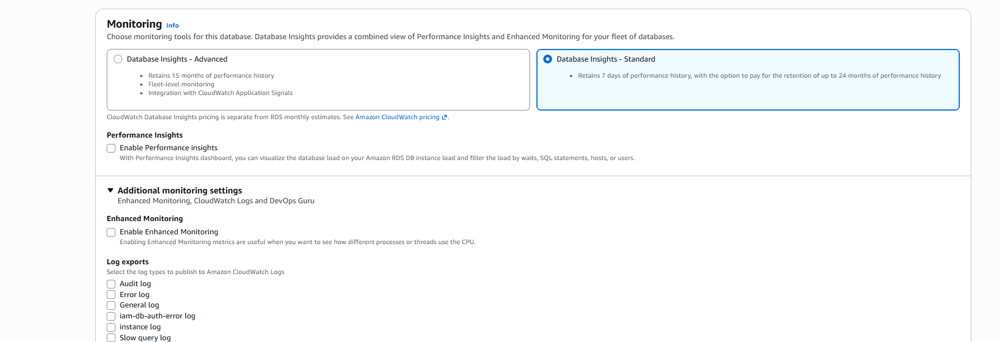 Monitoring Info
Choose monitoring tools for this database. Database Insights provides a combined view of Performance Insights and Enhanced Monitoring for your fleet of databases.
Database Insights - Advanced
• Retains 15 months of performance history
• Fleet-level monitoring
• Integration with CloudWatch Application Signals
Database Insights - Standard
• Retains 7 days of performance history, with the option to pay for the retention of up to 24 months of performance history
CloudWatch Database Insights pricing is separate from RDS monthly estimates. See Amazon CloudWatch pricing.
Performance Insights
Enable Performance insights
With Performance Insights dashboard, you can visualize the database load on your Amazon RDS DB instance load and filter the load by waits, SQL statements, hosts, or users.
Additional monitoring settings
Enhanced Monitoring, CloudWatch Logs and DevOps Guru
Enhanced Monitoring
Enable Enhanced Monitoring
Enabling Enhanced Monitoring metrics are useful when you want to see how different processes or threads use the CPU.
Log exports
Select the log types to publish to Amazon CloudWatch Logs
Audit log
Error log
General log
iam-db-auth-error log
instance log
Slow query log